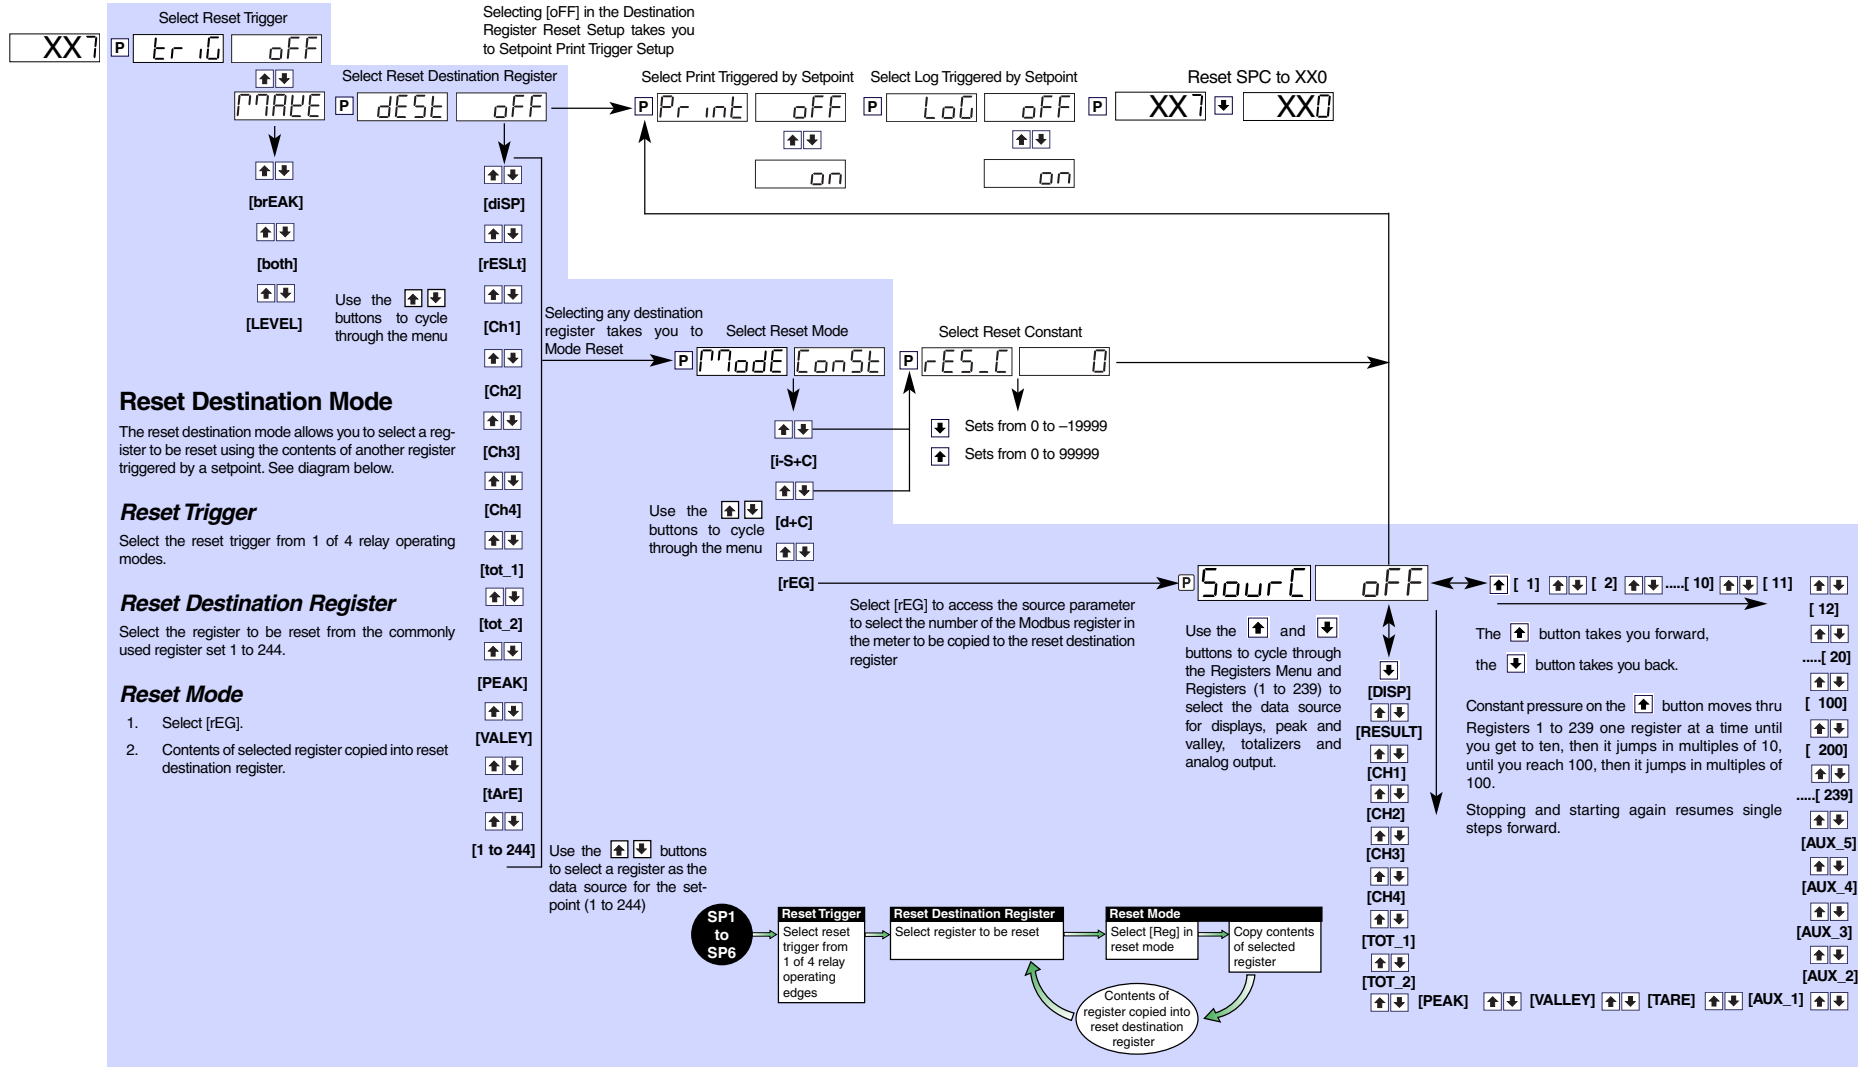 Select Reset Trigger
Selecting [oFF] in the Destination
Register Reset Setup takes you
to Setpoint Print Trigger Setup
XX7 P triG oFF
Select Reset Destination Register
Select Print Triggered by Setpoint
Select Log Triggered by Setpoint
Reset SPC to XX0
MAKE P dESt oFF
P Print oFF P LoG oFF P XX7 XX0
on on
[brEAK]
[both]
[LEVEL]
Use the
buttons to cycle
through the menu
[diSP]
[rESLt]
[Ch1]
[Ch2]
[Ch3]
[Ch4]
[tot_1]
[tot_2]
[PEAK]
[VALEY]
[tArE]
[1 to 244]
Selecting any destination
register takes you to
Mode Reset
Select Reset Mode
P ModE ConSt
Select Reset Constant
P rES_C 0
Sets from 0 to –19999
Sets from 0 to 99999
[i-S+C]
[d+C]
[rEG]
Use the
buttons to cycle
through the menu
Reset Destination Mode
The reset destination mode allows you to select a reg-
ister to be reset using the contents of another register
triggered by a setpoint. See diagram below.
Reset Trigger
Select the reset trigger from 1 of 4 relay operating
modes.
Reset Destination Register
Select the register to be reset from the commonly
used register set 1 to 244.
Reset Mode
1. Select [rEG].
2. Contents of selected register copied into reset
destination register.
Select [rEG] to access the source parameter
to select the number of the Modbus register in
the meter to be copied to the reset destination
register
P SourC oFF
[ 1] [ 2] .....[ 10] [ 11]
[ 12]
.....[ 20]
[ 100]
[ 200]
.....[ 239]
[AUX_5]
[AUX_4]
[AUX_3]
[AUX_2]
Use the and
buttons to cycle through
the Registers Menu and
Registers (1 to 239) to
select the data source
for displays, peak and
valley, totalizers and
analog output.
[DISP]
[RESULT]
[CH1]
[CH2]
[CH3]
[CH4]
[TOT_1]
[TOT_2]
[PEAK] [VALLEY] [TARE] [AUX_1]
The button takes you forward,
the button takes you back.
Constant pressure on the button moves thru
Registers 1 to 239 one register at a time until
you get to ten, then it jumps in multiples of 10,
until you reach 100, then it jumps in multiples of
100.
Stopping and starting again resumes single
steps forward.
Use the buttons
to select a register as the
data source for the set-
point (1 to 244)
SP1
to
SP6
Reset Trigger
Select reset
trigger from
1 of 4 relay
operating
edges
Reset Destination Register
Select register to be reset
Reset Mode
Select [Reg] in
reset mode
Copy contents
of selected
register
Contents of
register copied into
reset destination
register